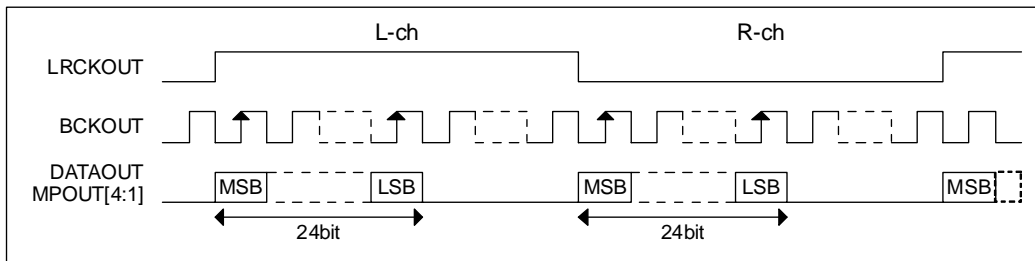 L-ch R-ch
LRCKOUT
BCKOUT
DATAOUT
MPOUT[4:1]
MSB LSB MSB LSB MSB
24bit 24bit